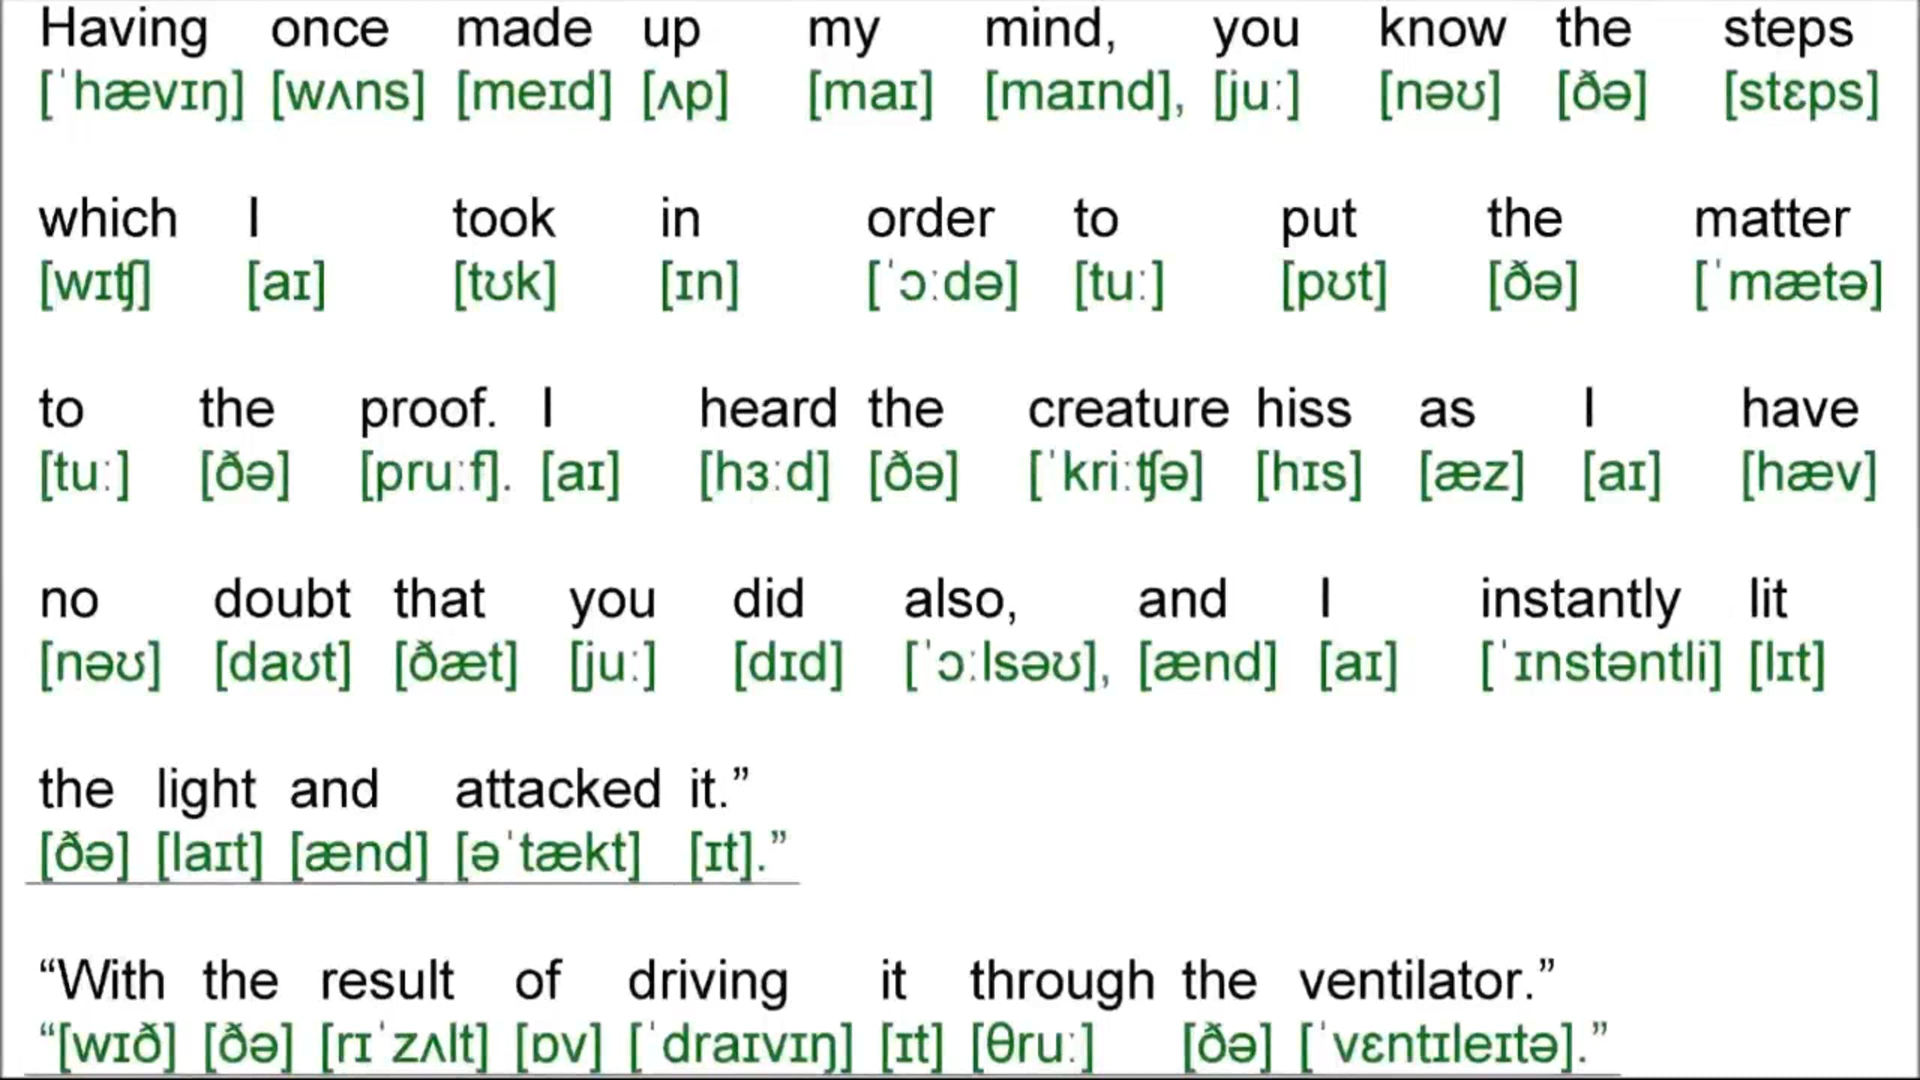 Having once made up my mind, you know the steps
[ˈhævɪŋ] [wʌns] [meɪd] [ʌp] [maɪ] [maɪnd], [juː] [nəʊ] [ðə] [stɛps]
which I took in order to put the matter
[wɪʧ] [aɪ] [tʊk] [ɪn] [ˈɔːdə] [tuː] [pʊt] [ðə] [ˈmætə]
to the proof. I heard the creature hiss as I have
[tuː] [ðə] [pruːf]. [aɪ] [hɜːd] [ðə] [ˈkriːʧə] [hɪs] [æz] [aɪ] [hæv]
no doubt that you did also, and I instantly lit
[nəʊ] [daʊt] [ðæt] [juː] [dɪd] [ˈɔːlsəʊ], [ænd] [aɪ] [ˈɪnstəntli] [lɪt]
the light and attacked it.”
[ðə] [laɪt] [ænd] [əˈtækt] [ɪt].”
“With the result of driving it through the ventilator.”
“[wɪð] [ðə] [rɪˈzʌlt] [ɒv] [ˈdraɪvɪŋ] [ɪt] [θruː] [ðə] [ˈvɛntɪleɪtə].”